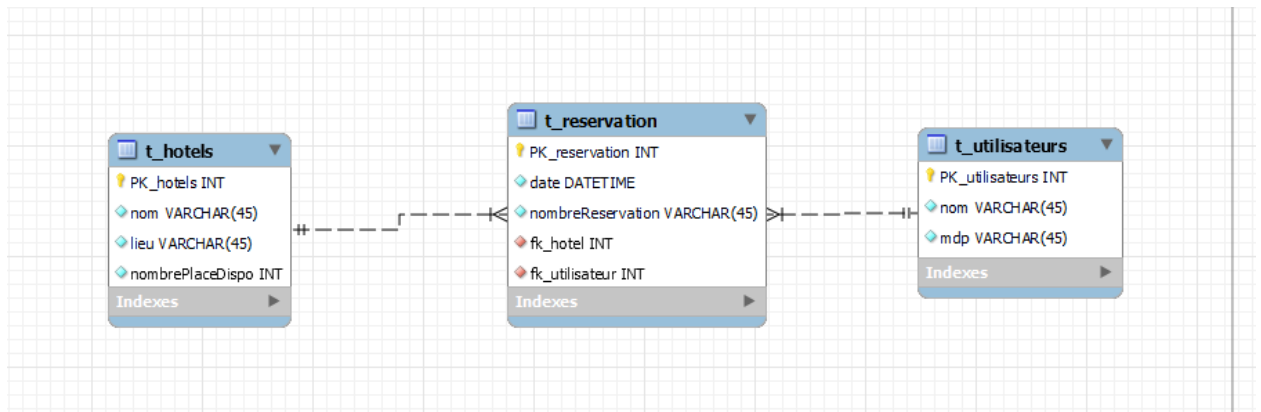 t_hotels
PK_hotels INT
nom VARCHAR(45)
lieu VARCHAR(45)
nombrePlaceDispo INT
Indexes
t_reservation
PK_reservation INT
date DATETIME
nombreReservation VARCHAR(45)
fk_hotel INT
fk_utilisateur INT
Indexes
t_utilisateurs
PK_utilisateurs INT
nom VARCHAR(45)
mdp VARCHAR(45)
Indexes